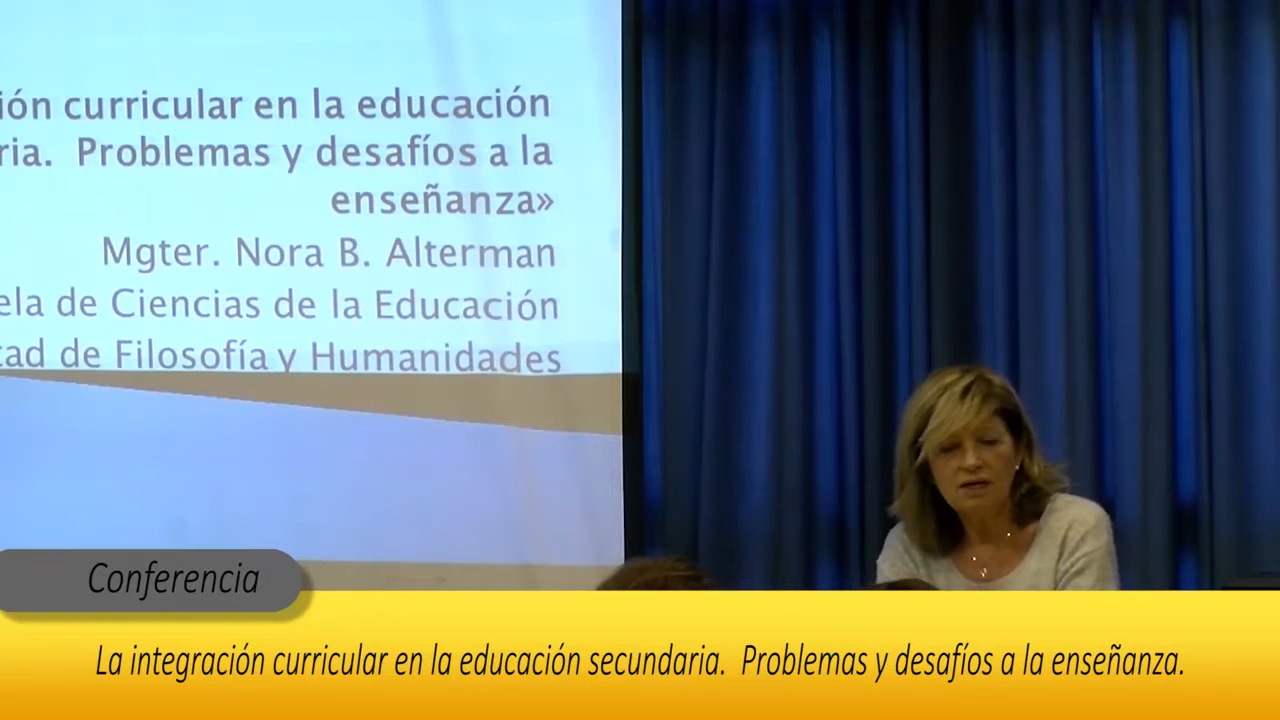 ión curricular en la educación
ria. Problemas y desafíos a la
enseñanza»
Mgter. Nora B. Alterman
ela de Ciencias de la Educación
tad de Filosofía y Humanidades
Conferencia
La integración curricular en la educación secundaria. Problemas y desafíos a la enseñanza.